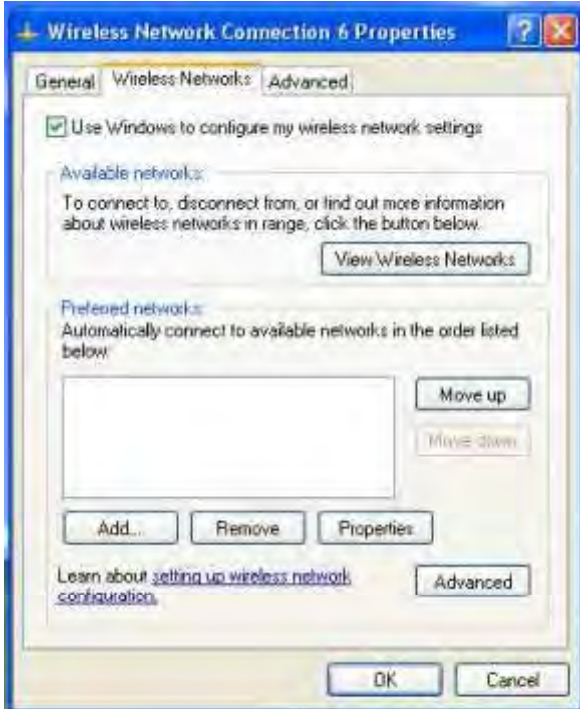 Wireless Network Connection 6 Properties
General Wireless Networks Advanced
Use Windows to configure my wireless network settings
Available networks:
To connect to, disconnect from, or find out more information
about wireless networks in range, click the button below.
View Wireless Networks
Preferred networks:
Automatically connect to available networks in the order listed
below:
Move up
Move down
Add... Remove Properties
Learn about setting up wireless network
configuration.
Advanced
OK Cancel